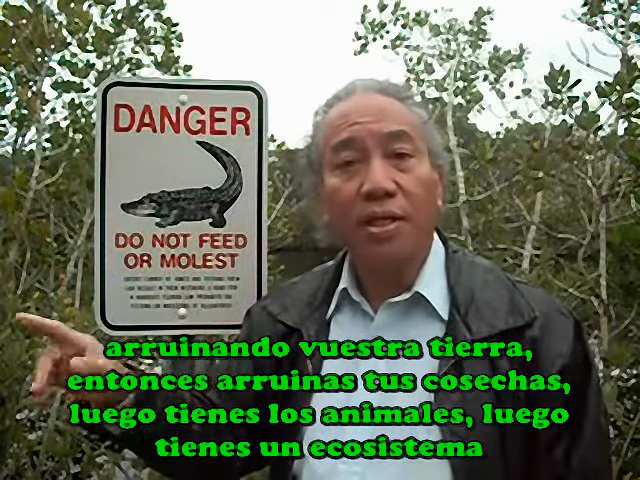 DANGER
DO NOT FEED
OR MOLEST
arruinando vuestra tierra,
entonces arruinas tus cosechas,
luego tienes los animales, luego
tienes un ecosistema